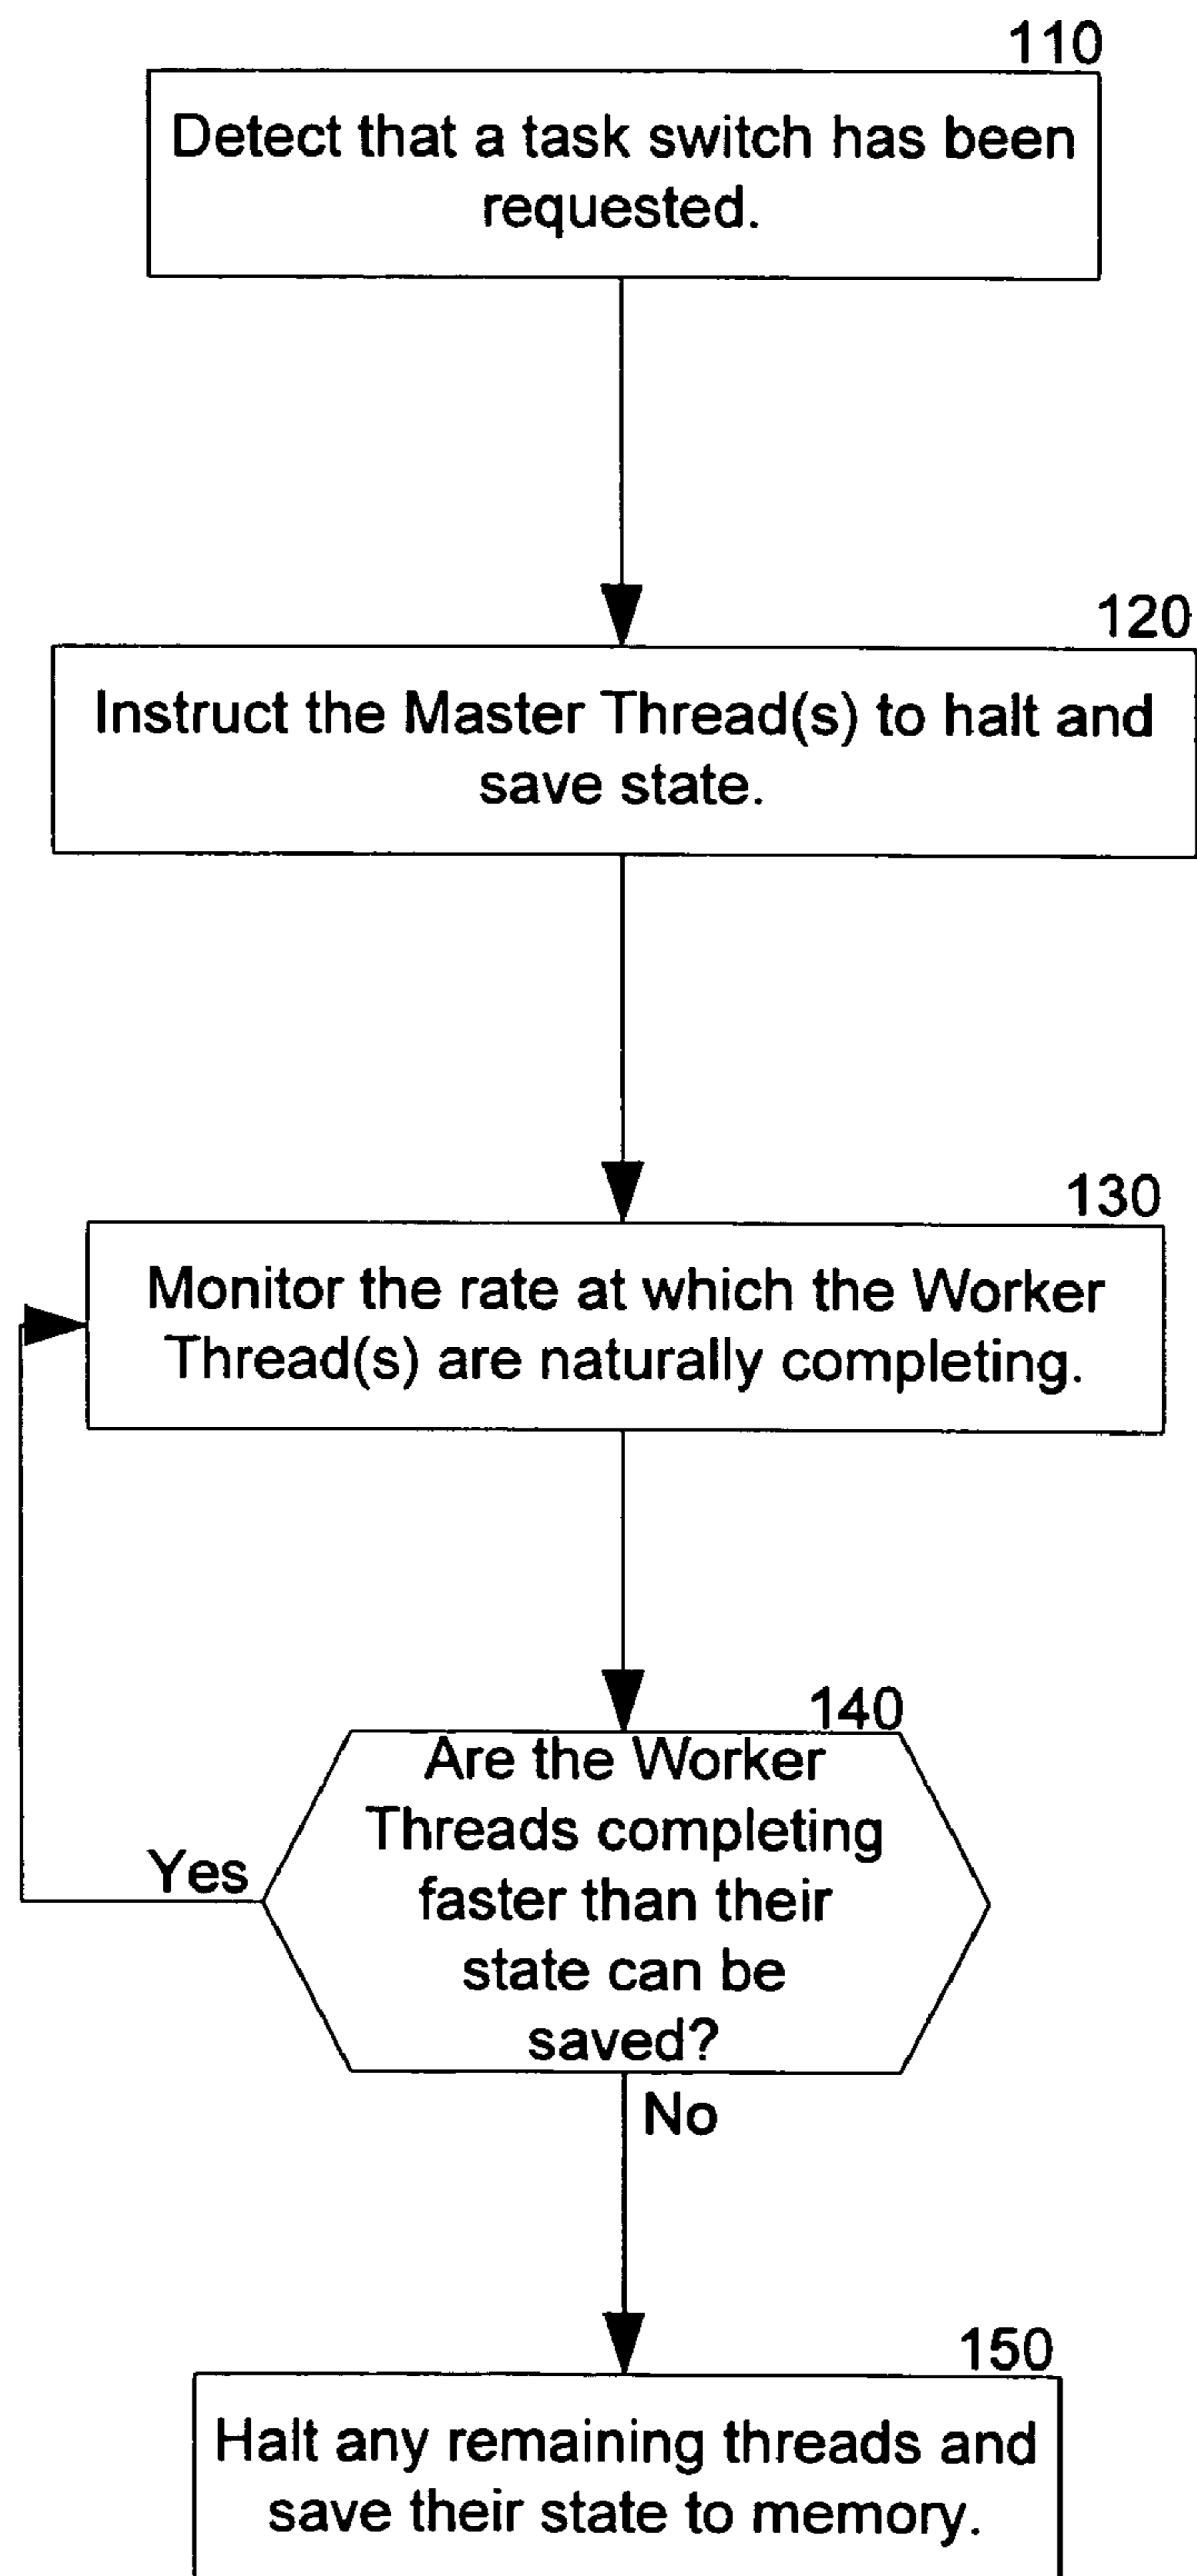 110
Detect that a task switch has been
requested.
120
Instruct the Master Thread(s) to halt and
save state.
130
Monitor the rate at which the Worker
Thread(s) are naturally completing.
140
Are the Worker
Threads completing
faster than their
state can be
saved?
Yes
No
150
Halt any remaining threads and
save their state to memory.